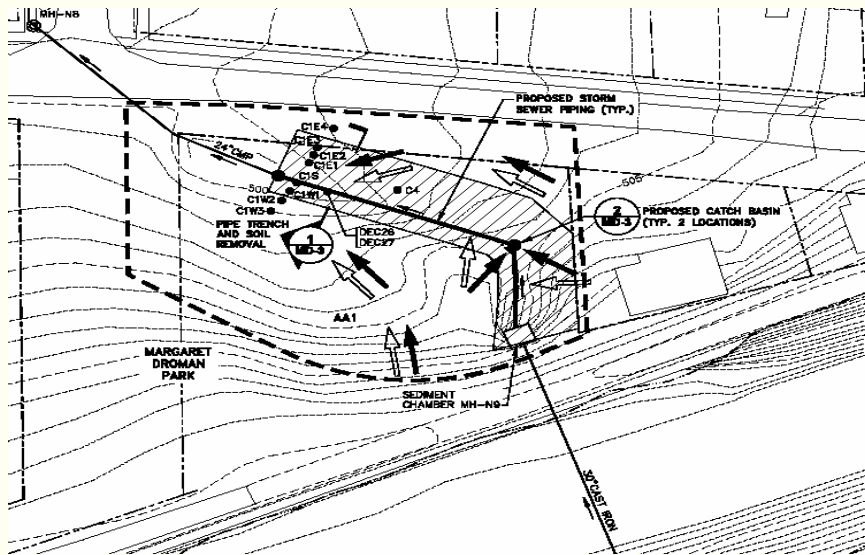 MH-N8
PROPOSED STORM
SEWER PIPING (TYP.)
C1E4
C1E3
C1E2
C1E1
24"CMP
C1S
500
C1W1
C1W2
C1W3
C4
505
PIPE TRENCH
AND SOIL
REMOVAL
1
MD-3
DEC26
DEC27
2
MD-3
PROPOSED CATCH BASIN
(TYP. 2 LOCATIONS)
AA1
MARGARET
DROMAN
PARK
SEDIMENT
CHAMBER MH-N9
30"CAST IRON